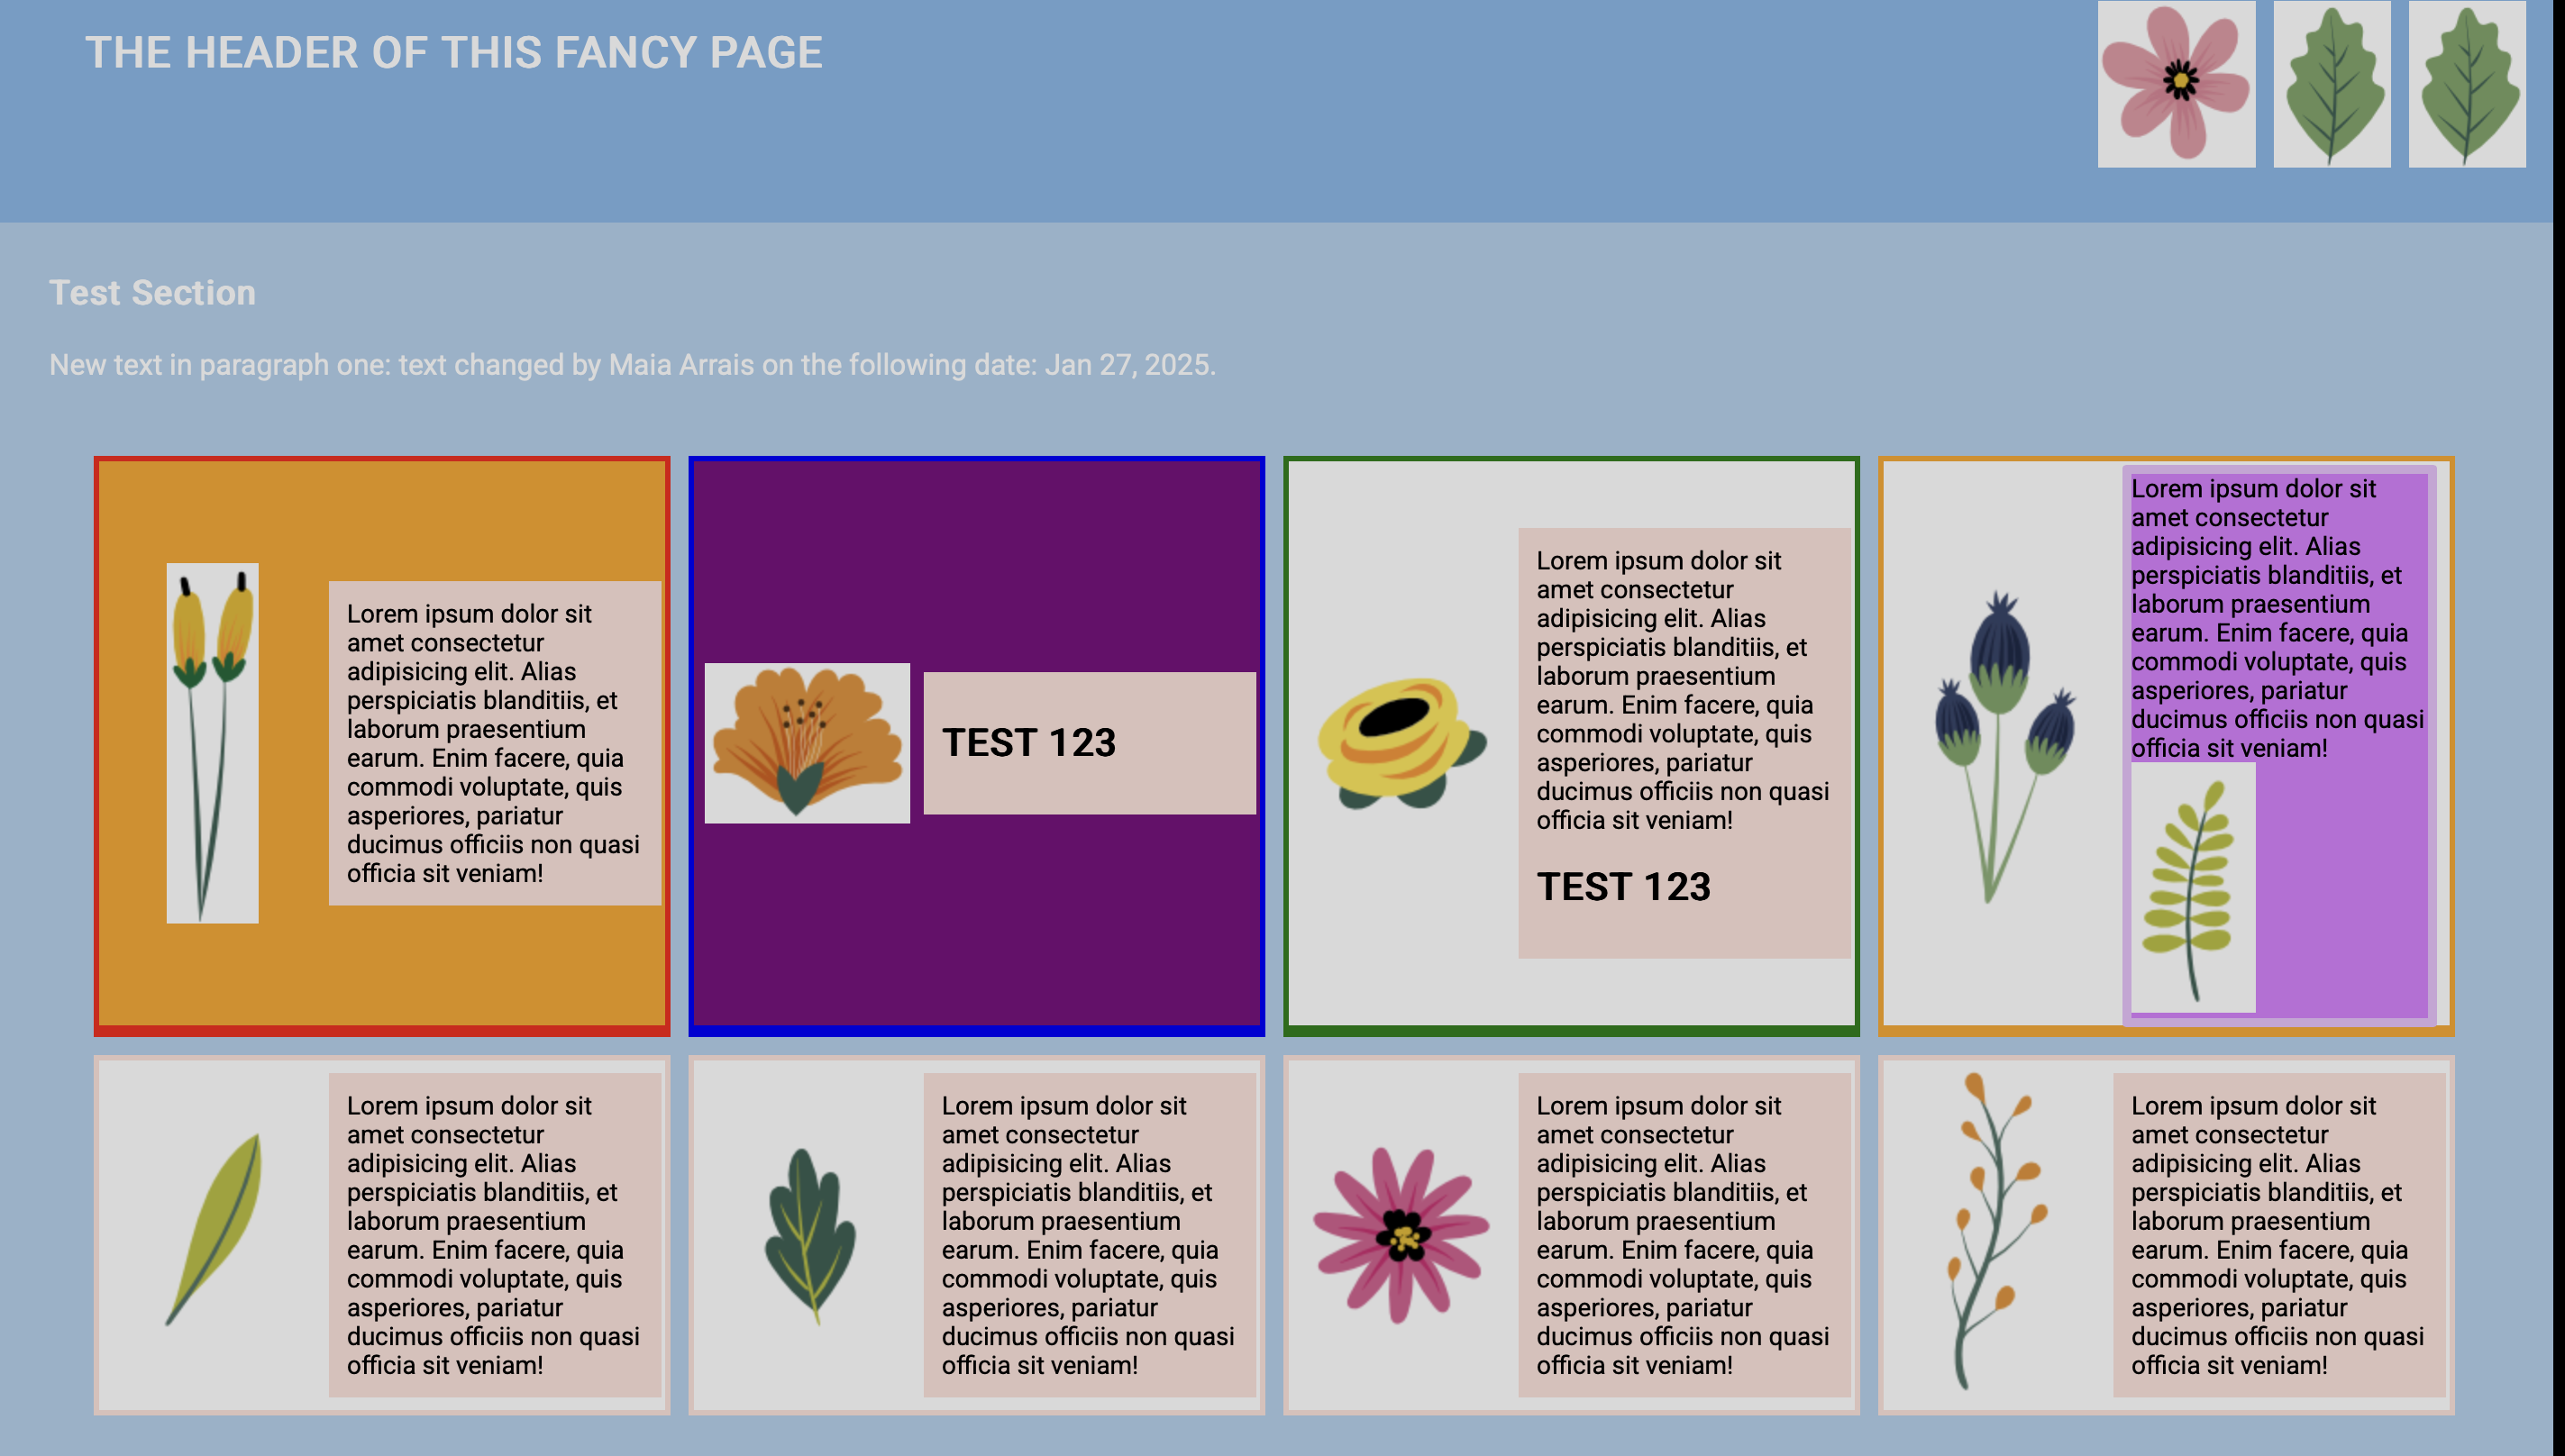 THE HEADER OF THIS FANCY PAGE
Test Section
New text in paragraph one: text changed by Maia Arrais on the following date: Jan 27, 2025.
Lorem ipsum dolor sit
amet consectetur
adipisicing elit. Alias
perspiciatis blanditiis, et
laborum praesentium
earum. Enim facere, quia
commodi voluptate, quis
asperiores, pariatur
ducimus officiis non quasi
officia sit veniam!
TEST 123
Lorem ipsum dolor sit
amet consectetur
adipisicing elit. Alias
perspiciatis blanditiis, et
laborum praesentium
earum. Enim facere, quia
commodi voluptate, quis
asperiores, pariatur
ducimus officiis non quasi
officia sit veniam!
TEST 123
Lorem ipsum dolor sit
amet consectetur
adipisicing elit. Alias
perspiciatis blanditiis, et
laborum praesentium
earum. Enim facere, quia
commodi voluptate, quis
asperiores, pariatur
ducimus officiis non quasi
officia sit veniam!
Lorem ipsum dolor sit
amet consectetur
adipisicing elit. Alias
perspiciatis blanditiis, et
laborum praesentium
earum. Enim facere, quia
commodi voluptate, quis
asperiores, pariatur
ducimus officiis non quasi
officia sit veniam!
Lorem ipsum dolor sit
amet consectetur
adipisicing elit. Alias
perspiciatis blanditiis, et
laborum praesentium
earum. Enim facere, quia
commodi voluptate, quis
asperiores, pariatur
ducimus officiis non quasi
officia sit veniam!
Lorem ipsum dolor sit
amet consectetur
adipisicing elit. Alias
perspiciatis blanditiis, et
laborum praesentium
earum. Enim facere, quia
commodi voluptate, quis
asperiores, pariatur
ducimus officiis non quasi
officia sit veniam!
Lorem ipsum dolor sit
amet consectetur
adipisicing elit. Alias
perspiciatis blanditiis, et
laborum praesentium
earum. Enim facere, quia
commodi voluptate, quis
asperiores, pariatur
ducimus officiis non quasi
officia sit veniam!